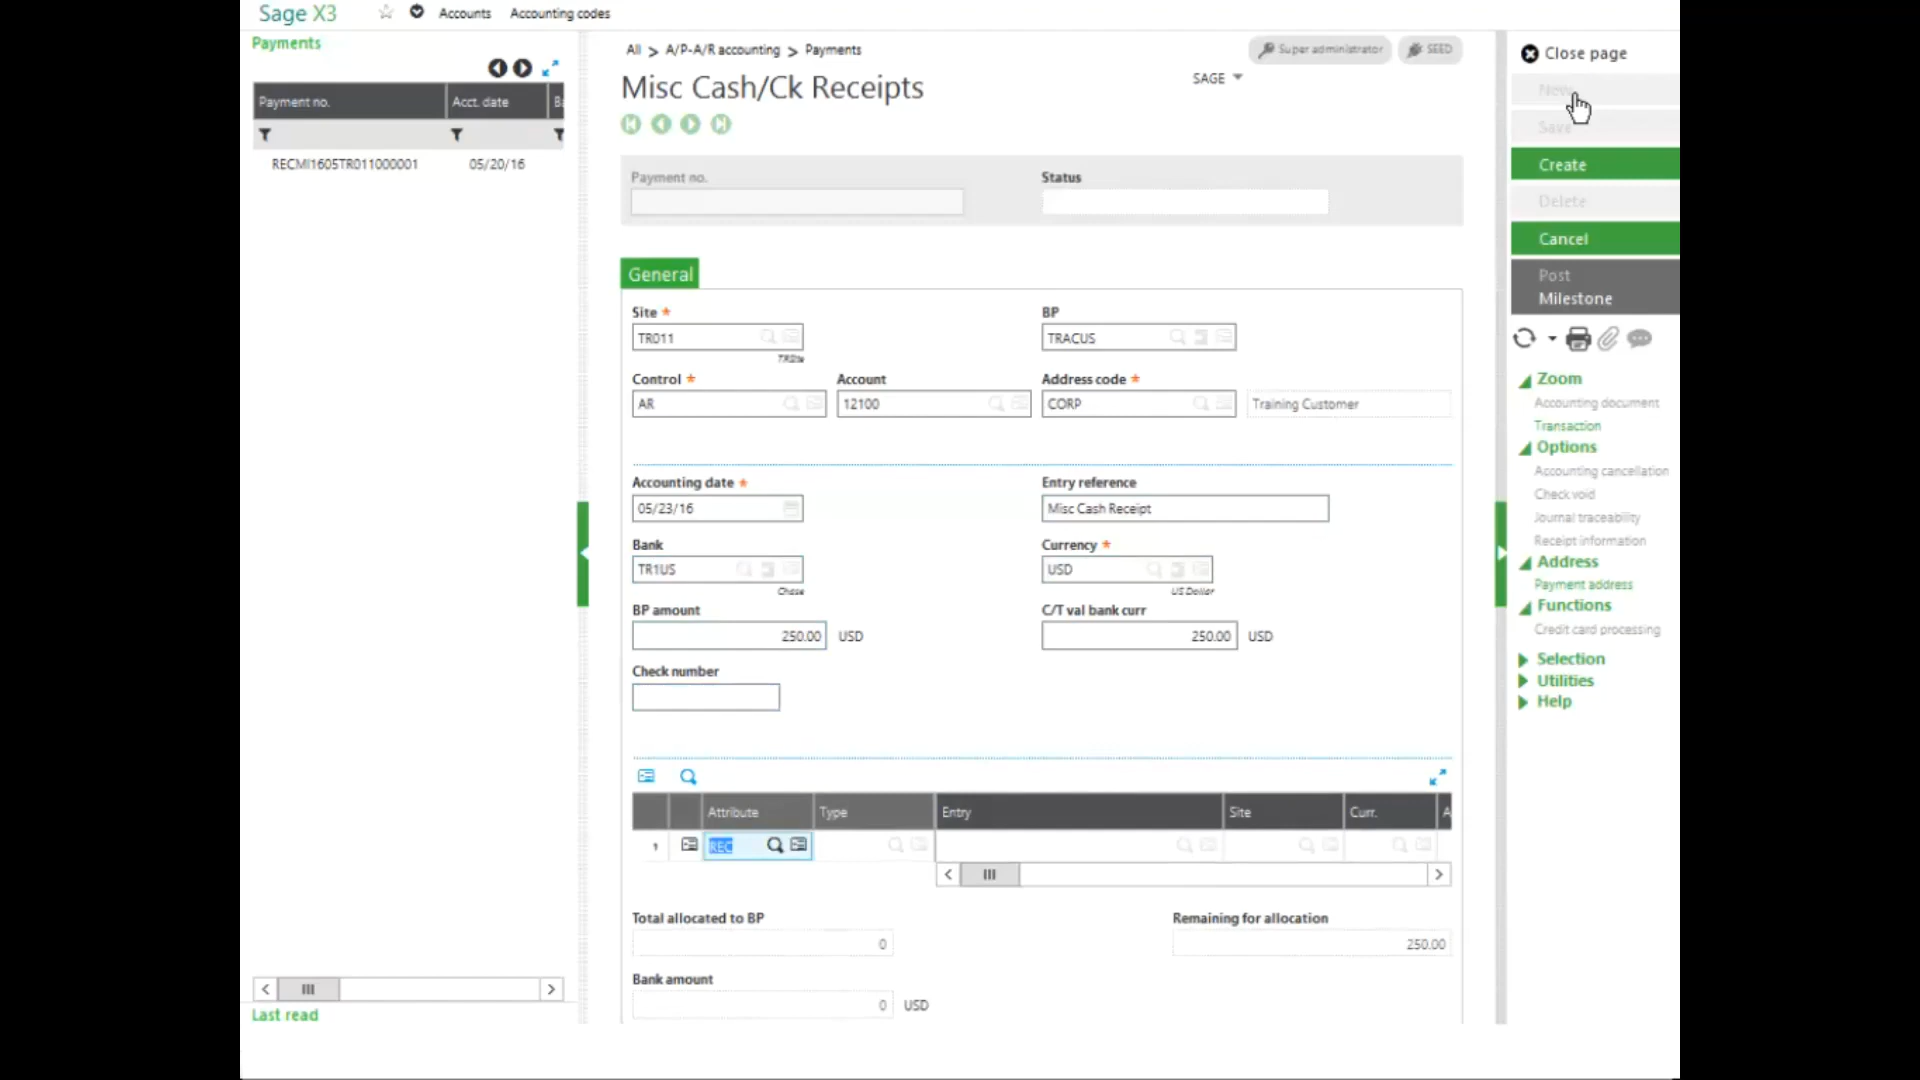 Sage X3
Accounts
Accounting codes
Payments
Payment no.
Acct. date
RECMI1605TR011000001
05/20/16
Last read
All > A/P-A/R accounting > Payments
Super administrator
SEED
Misc Cash/Ck Receipts
SAGE
Payment no.
Status
General
Site *
BP
TR011
TRACUS
Control *
Account
Address code *
AR
12100
CORP
Training Customer
Accounting date *
Entry reference
05/23/16
Misc Cash Receipt
Bank
Currency *
TR1US
USD
Chase
US Dollar
BP amount
C/T val bank curr
250.00
USD
250.00
USD
Check number
Attribute
Type
Entry
Site
Curr.
A
1
REC
Total allocated to BP
Remaining for allocation
0
250.00
Bank amount
0
USD
Close page
New
Save
Create
Delete
Cancel
Post
Milestone
Zoom
Accounting document
Transaction
Options
Accounting cancellation
Check void
Journal traceability
Receipt information
Address
Payment address
Functions
Credit card processing
Selection
Utilities
Help